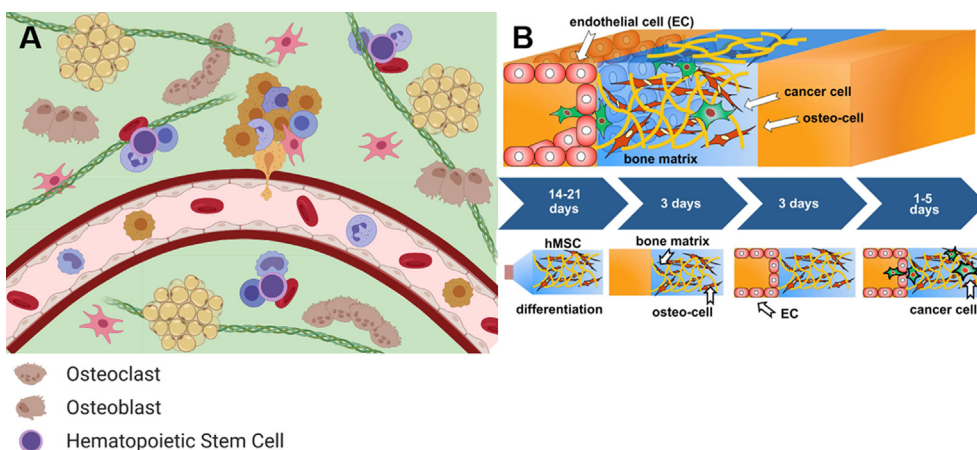 A
B
endothelial cell (EC)
cancer cell
osteo-cell
bone matrix
14-21
days
3 days
3 days
1-5
days
hMSC
bone matrix
differentiation
osteo-cell
EC
cancer cell
Osteoclast
Osteoblast
Hematopoietic Stem Cell